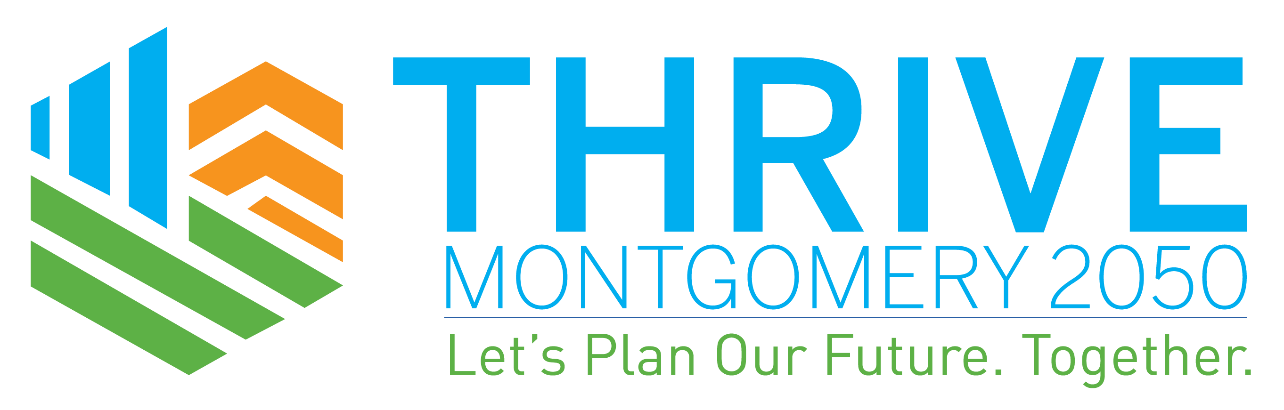 THRIVE
MONTGOMERY 2050
Let's Plan Our Future. Together.